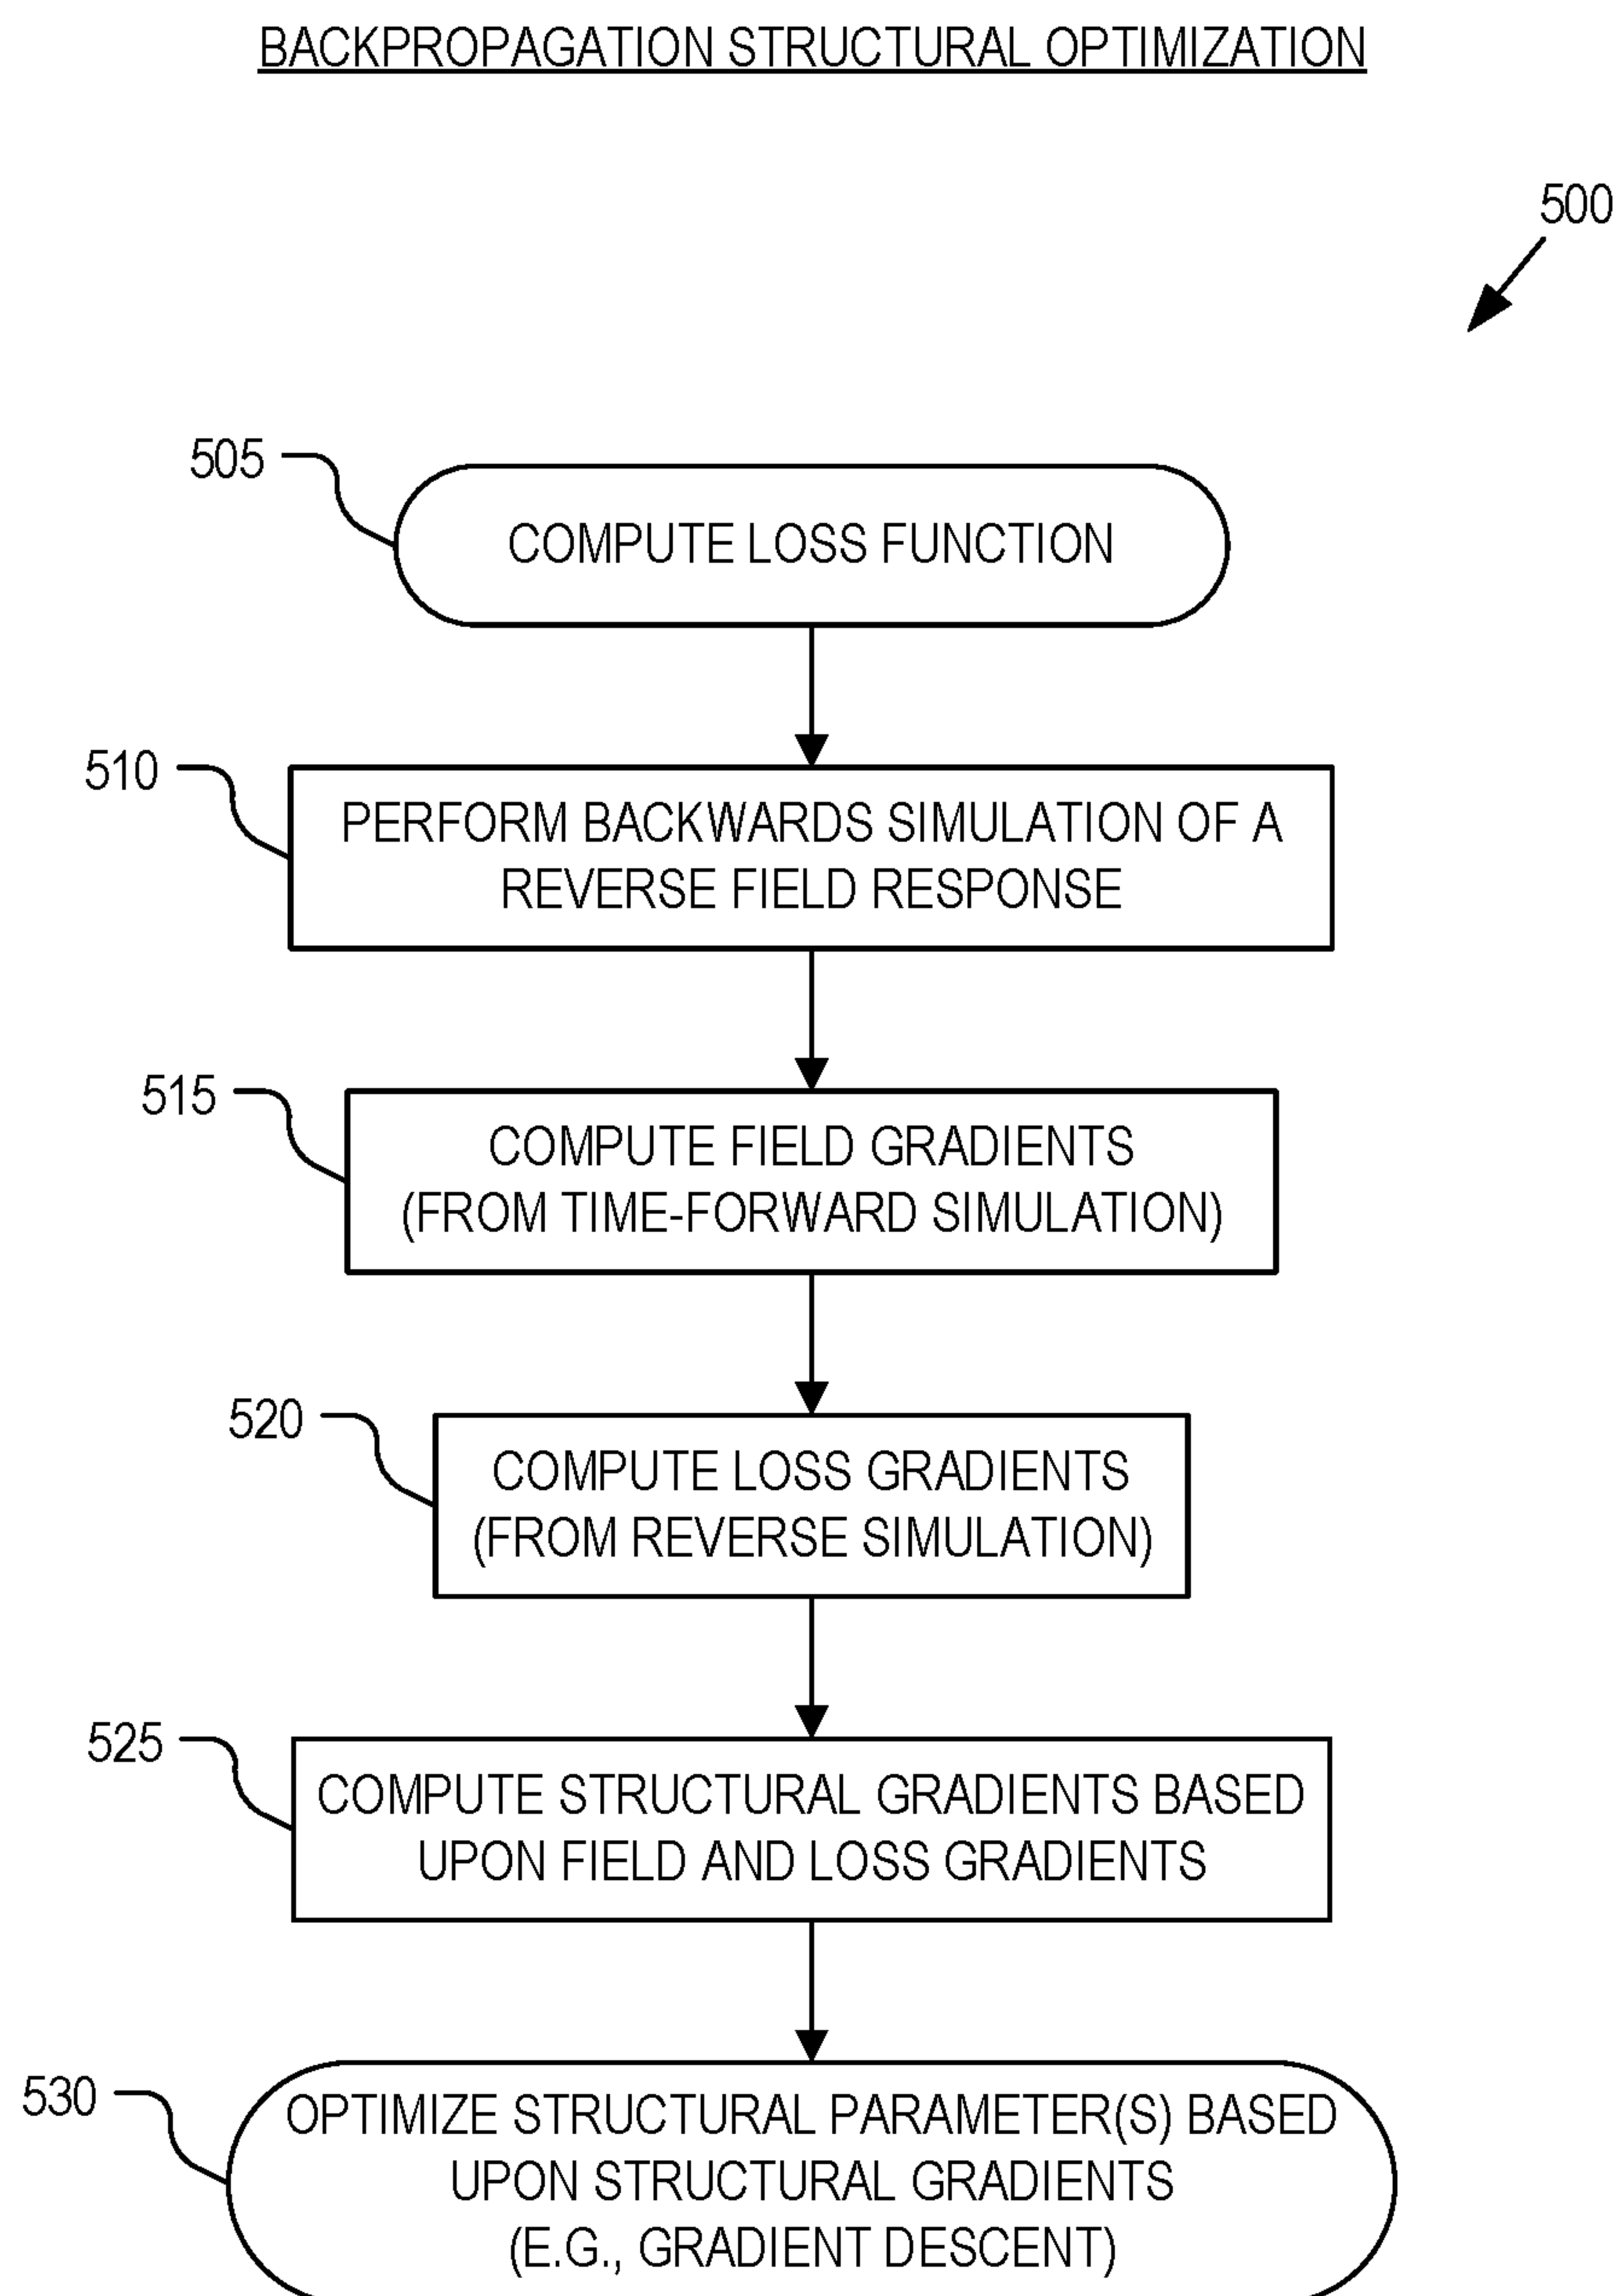 BACKPROPAGATION STRUCTURAL OPTIMIZATION
500
505
COMPUTE LOSS FUNCTION
510
PERFORM BACKWARDS SIMULATION OF A
REVERSE FIELD RESPONSE
515
COMPUTE FIELD GRADIENTS
(FROM TIME-FORWARD SIMULATION)
520
COMPUTE LOSS GRADIENTS
(FROM REVERSE SIMULATION)
525
COMPUTE STRUCTURAL GRADIENTS BASED
UPON FIELD AND LOSS GRADIENTS
530
OPTIMIZE STRUCTURAL PARAMETER(S) BASED
UPON STRUCTURAL GRADIENTS
(E.G., GRADIENT DESCENT)